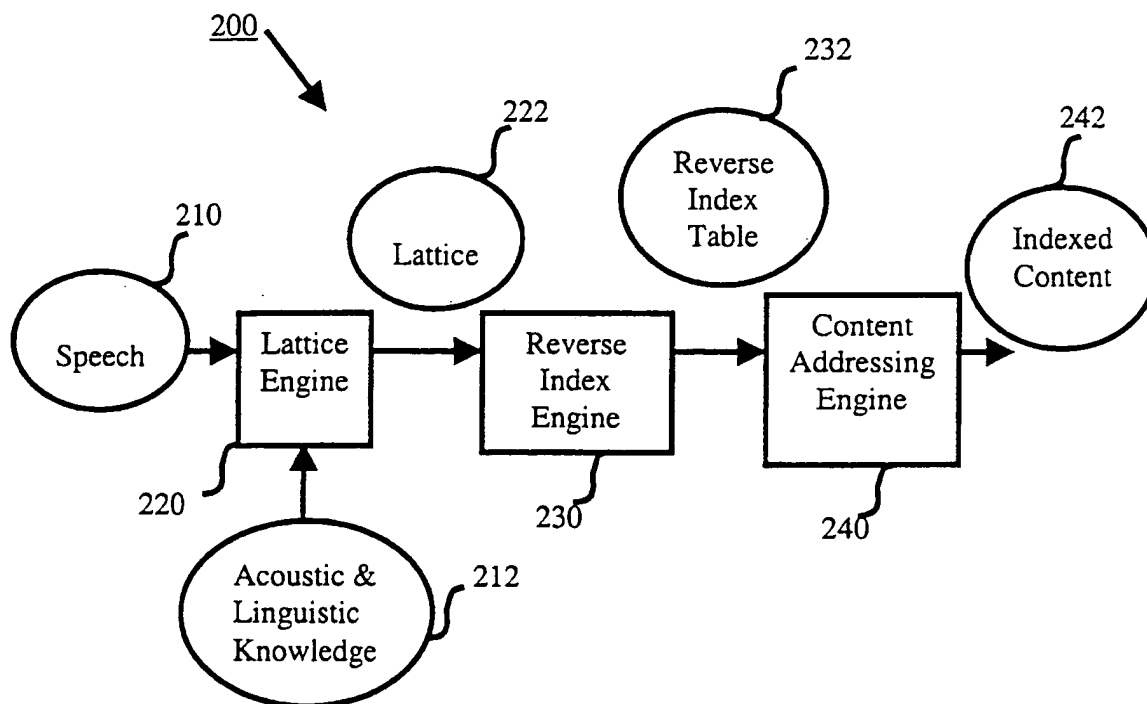 200
232
222
242
210
Reverse
Index
Table
Indexed
Content
Lattice
Speech
Lattice
Engine
Reverse
Index
Engine
Content
Addressing
Engine
220
230
240
Acoustic &
Linguistic
Knowledge
212